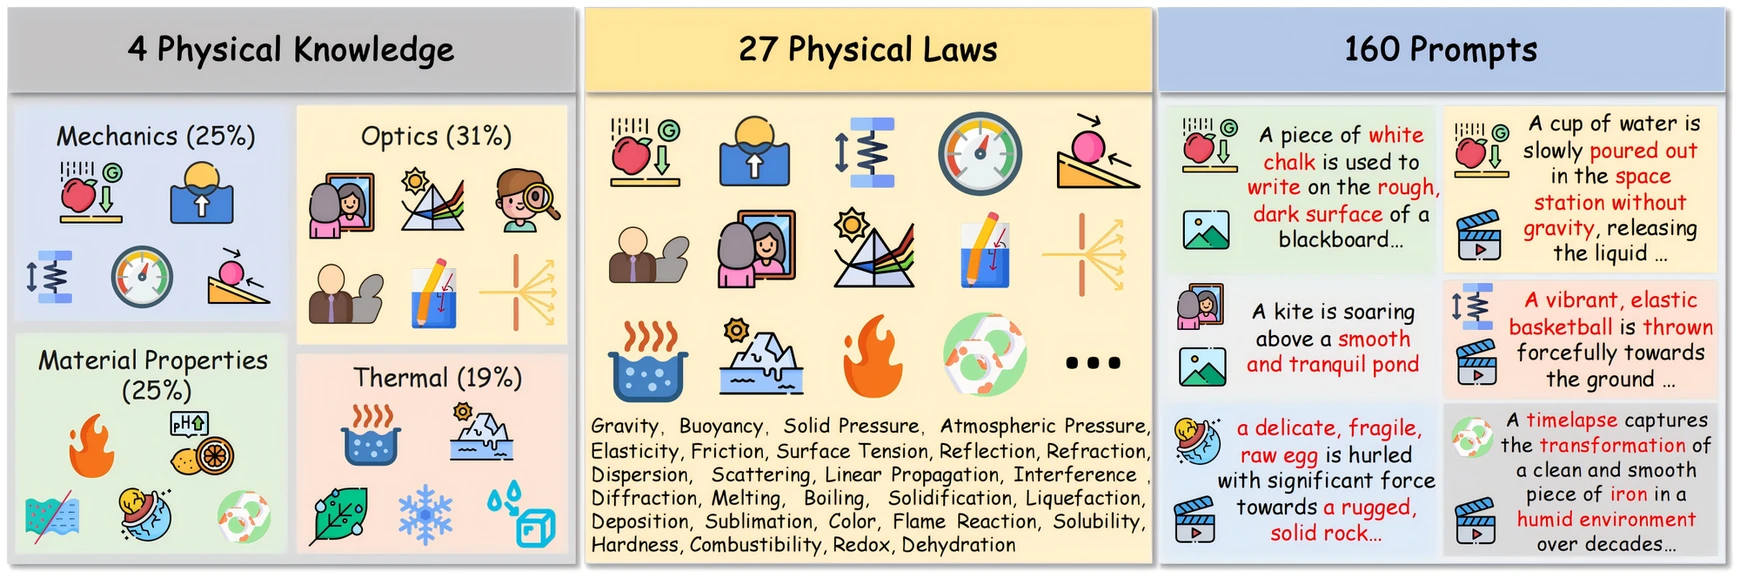 4 Physical Knowledge
Mechanics (25%)
G
Optics (31%)
Material Properties
(25%)
pH
Thermal (19%)
27 Physical Laws
G
Gravity, Buoyancy, Solid Pressure, Atmospheric Pressure,
Elasticity, Friction, Surface Tension, Reflection, Refraction,
Dispersion, Scattering, Linear Propagation, Interference ,
Diffraction, Melting, Boiling, Solidification, Liquefaction,
Deposition, Sublimation, Color, Flame Reaction, Solubility,
Hardness, Combustibility, Redox, Dehydration
160 Prompts
G
A piece of white
chalk is used to
write on the rough,
dark surface of a
blackboard...
G
A cup of water is
slowly poured out
in the space
station without
gravity, releasing
the liquid ...
A kite is soaring
above a smooth
and tranquil pond
A vibrant, elastic
basketball is thrown
forcefully towards
the ground ...
a delicate, fragile,
raw egg is hurled
with significant force
towards a rugged,
solid rock...
A timelapse captures
the transformation of
a clean and smooth
piece of iron in a
humid environment
over decades...